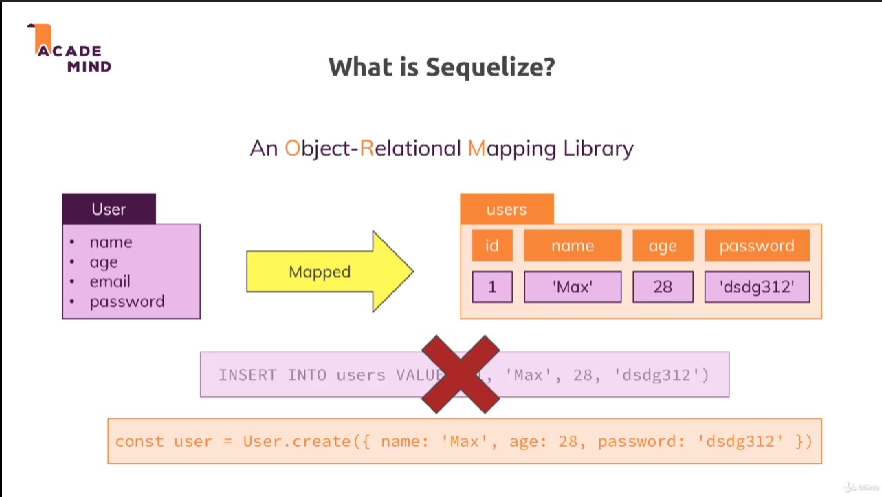 ACADE
MIND
What is Sequelize?
An Object-Relational Mapping Library
User
• name
• age
• email
• password
Mapped
users
id name age password
1 'Max' 28 'dsdg312'
INSERT INTO users , 'Max', 28, 'dsdg312')
const user = User.create({ name: 'Max', age: 28, password: 'dsdg312' })
Udemy